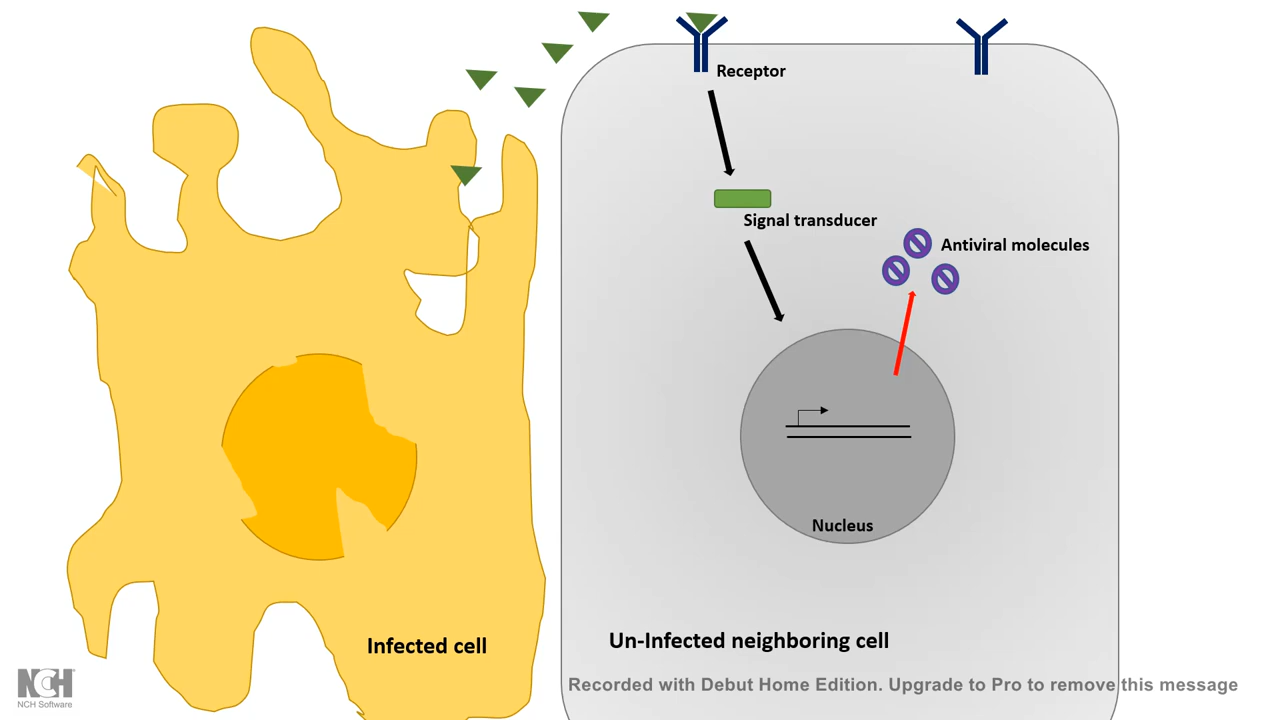 Receptor
Signal transducer
Antiviral molecules
Nucleus
Infected cell
Un-Infected neighboring cell
NCH
NCH Software
Recorded with Debut Home Edition. Upgrade to Pro to remove this message